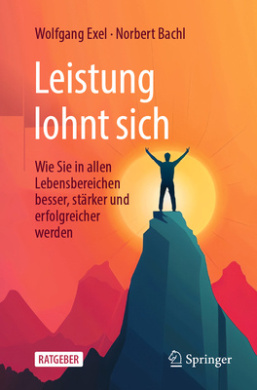 Wolfgang Exel · Norbert Bachl
Leistung
lohnt sich
Wie Sie in allen
Lebensbereichen
besser, stärker und
erfolgreicher
werden
RATGEBER
Springer